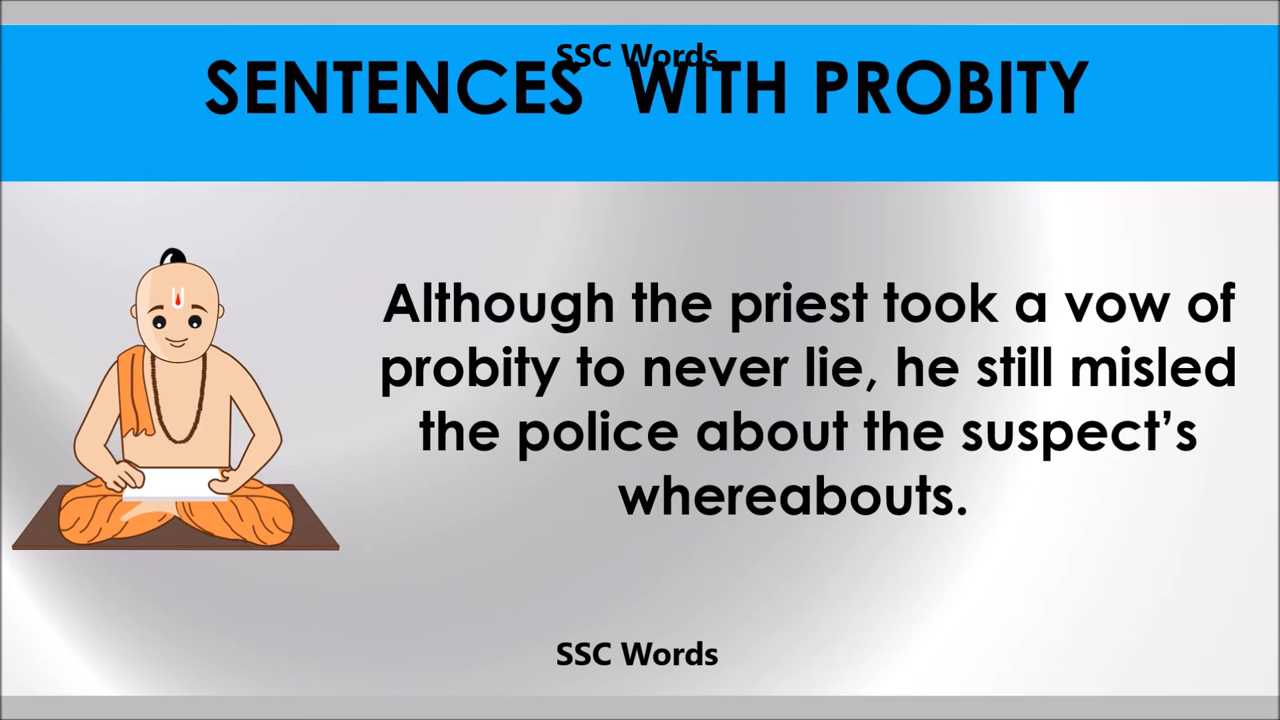 SSC Words
SENTENCES WITH PROBITY
Although the priest took a vow of
probity to never lie, he still misled
the police about the suspect’s
whereabouts.
SSC Words